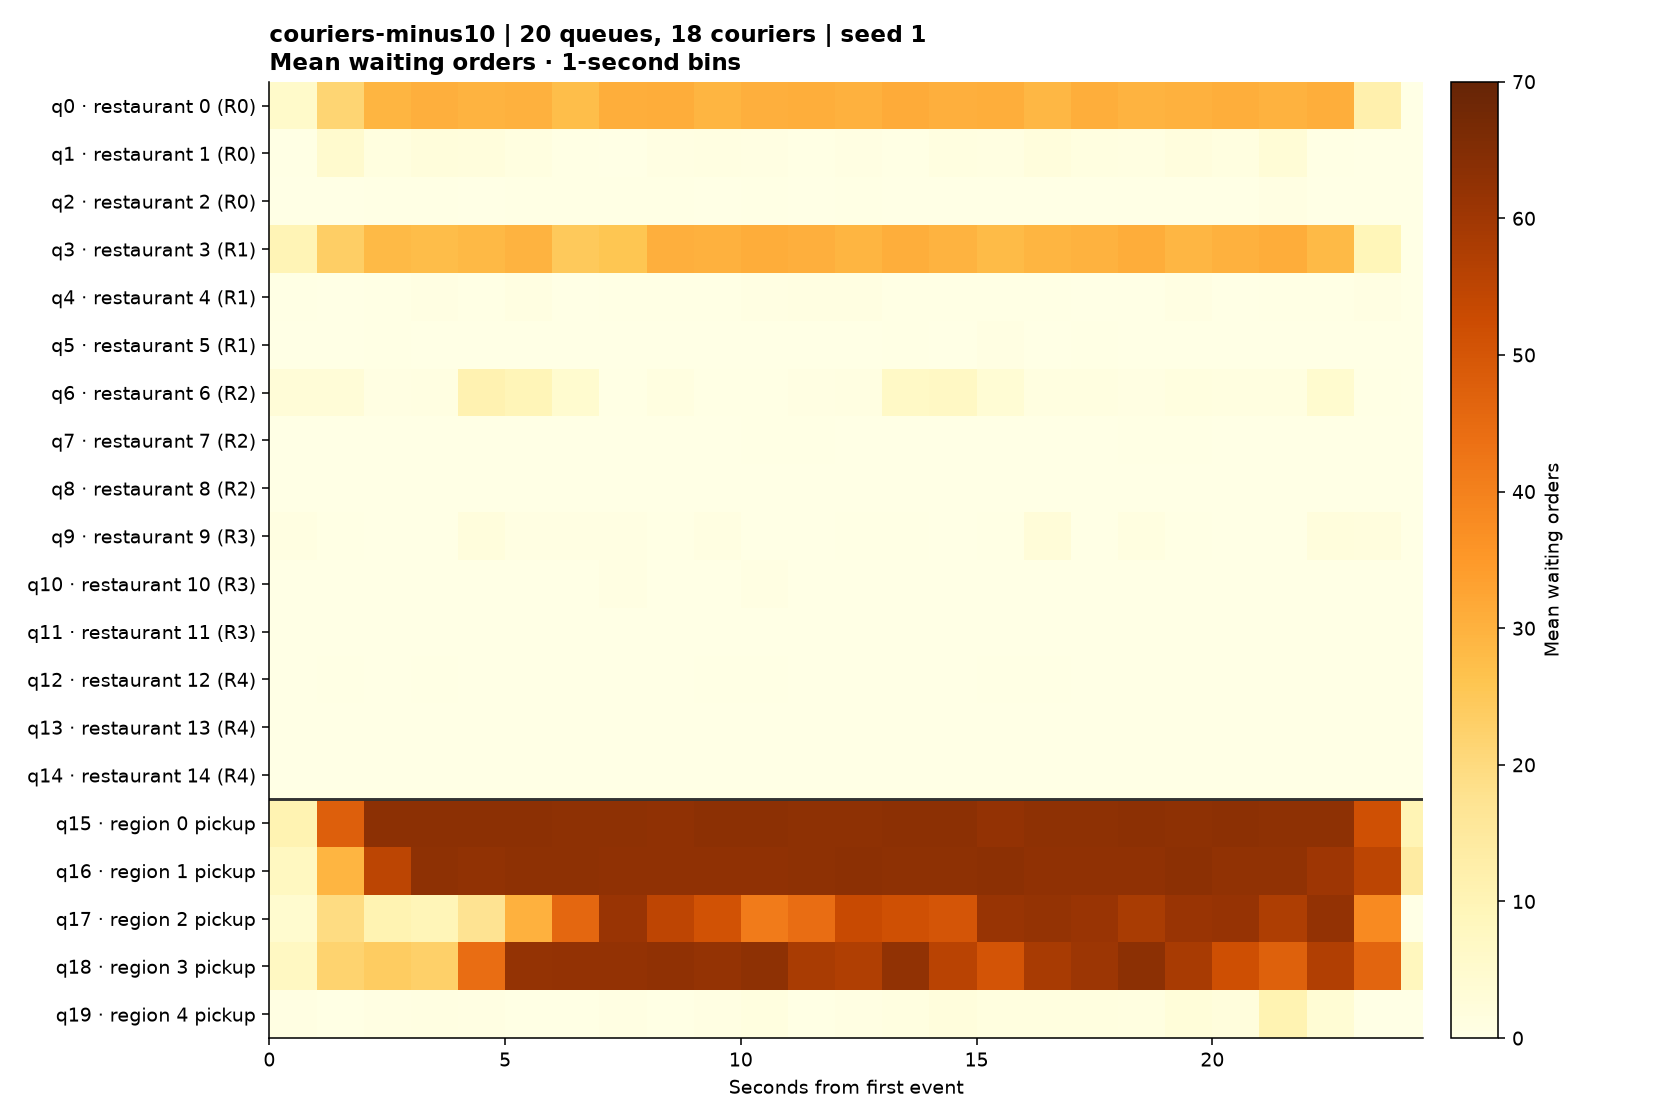 couriers-minus10 | 20 queues, 18 couriers | seed 1
Mean waiting orders · 1-second bins
q0 · restaurant 0 (R0)
q1 · restaurant 1 (R0)
q2 · restaurant 2 (R0)
q3 · restaurant 3 (R1)
q4 · restaurant 4 (R1)
q5 · restaurant 5 (R1)
q6 · restaurant 6 (R2)
q7 · restaurant 7 (R2)
q8 · restaurant 8 (R2)
q9 · restaurant 9 (R3)
q10 · restaurant 10 (R3)
q11 · restaurant 11 (R3)
q12 · restaurant 12 (R4)
q13 · restaurant 13 (R4)
q14 · restaurant 14 (R4)
q15 · region 0 pickup
q16 · region 1 pickup
q17 · region 2 pickup
q18 · region 3 pickup
q19 · region 4 pickup
0 5 10 15 20
Seconds from first event
70
60
50
40
30
20
10
0
Mean waiting orders